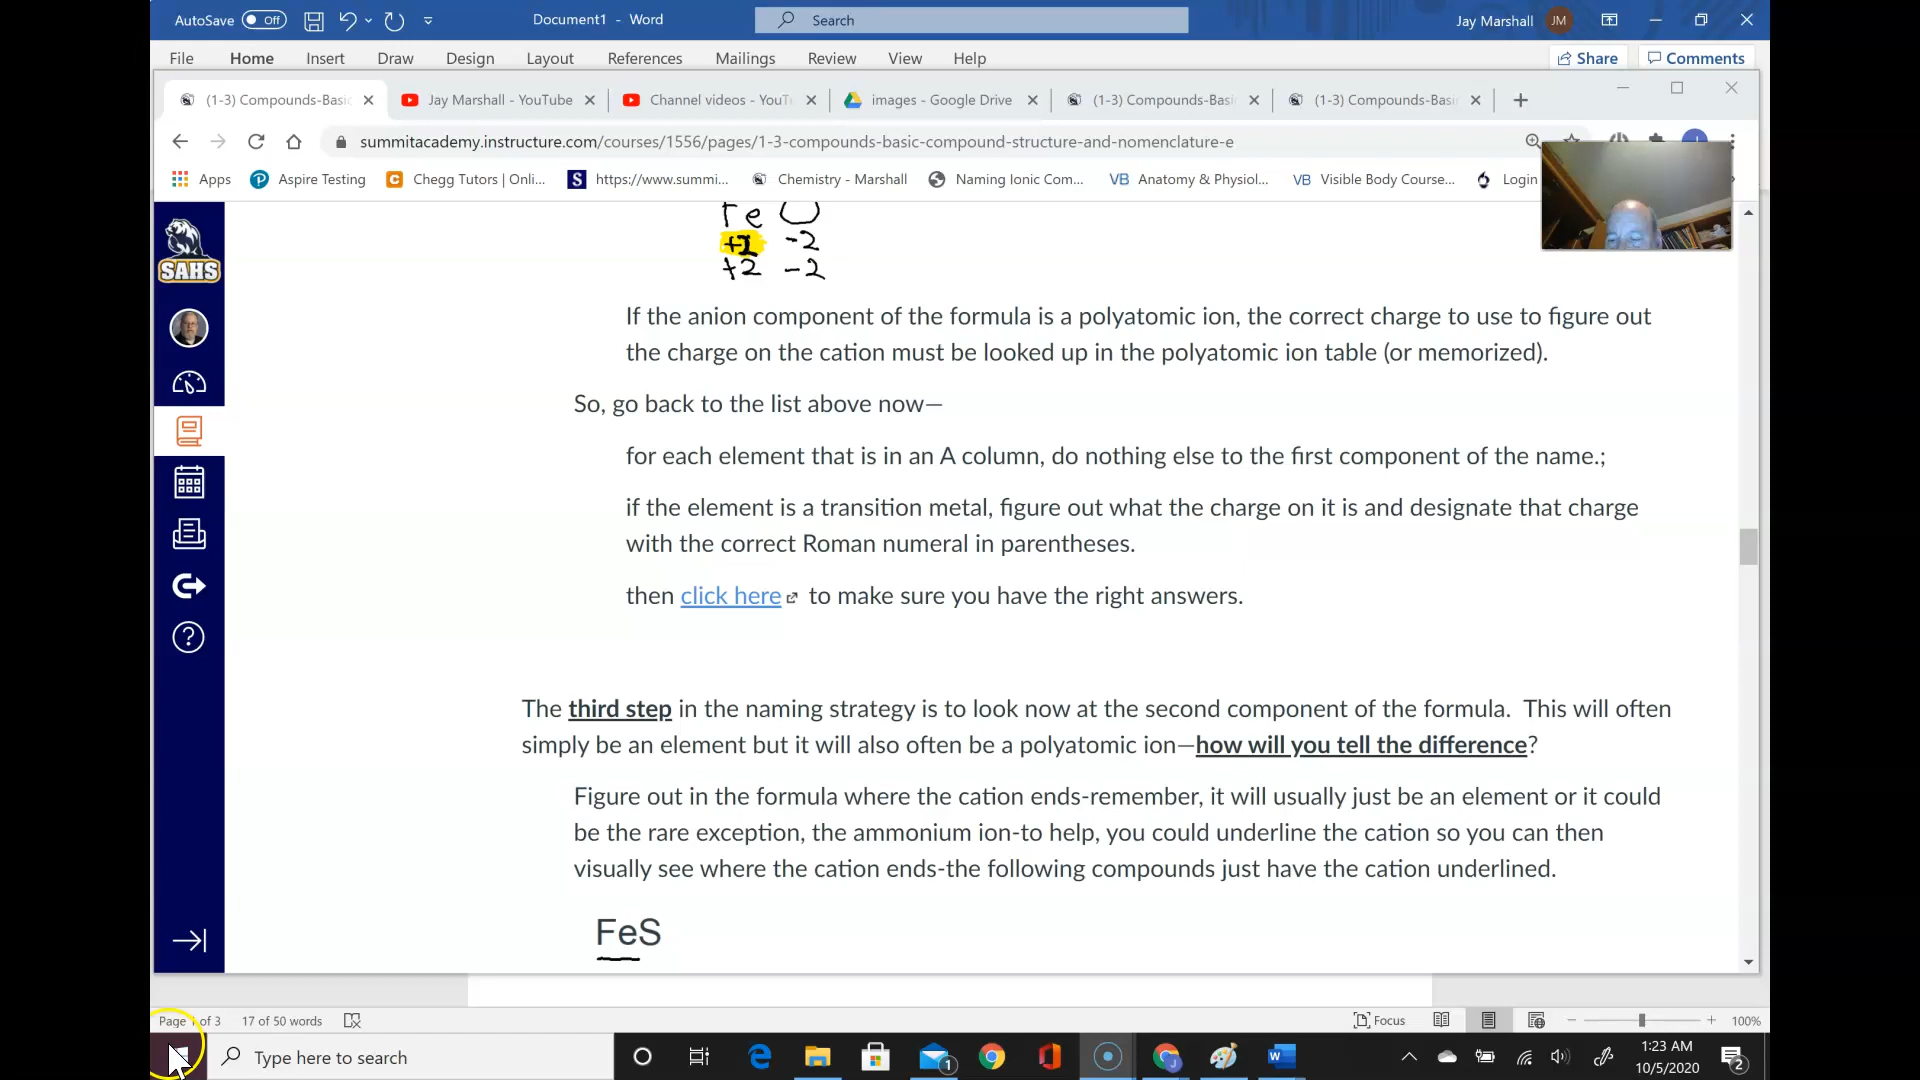 AutoSave Off Document1 - Word Search Jay Marshall JM
File Home Insert Draw Design Layout References Mailings Review View Help Share Comments
(1-3) Compounds-Basic Jay Marshall - YouTube Channel videos - YouTu images - Google Drive (1-3) Compounds-Basi (1-3) Compounds-Basi
summitacademy.instructure.com/courses/1556/pages/1-3-compounds-basic-compound-structure-and-nomenclature-e
Apps Aspire Testing Chegg Tutors | Onli... https://www.summi... Chemistry - Marshall Naming Ionic Com... VB Anatomy & Physiol... VB Visible Body Course... Login
SAHS
Fe O
-2
+2 -2
If the anion component of the formula is a polyatomic ion, the correct charge to use to figure out
the charge on the cation must be looked up in the polyatomic ion table (or memorized).
So, go back to the list above now—
for each element that is in an A column, do nothing else to the first component of the name.;
if the element is a transition metal, figure out what the charge on it is and designate that charge
with the correct Roman numeral in parentheses.
then click here to make sure you have the right answers.
The third step in the naming strategy is to look now at the second component of the formula.  This will often
simply be an element but it will also often be a polyatomic ion—how will you tell the difference?
Figure out in the formula where the cation ends-remember, it will usually just be an element or it could
be the rare exception, the ammonium ion-to help, you could underline the cation so you can then
visually see where the cation ends-the following compounds just have the cation underlined.
FeS
Page 1 of 3 17 of 50 words Focus 100%
Type here to search 1 1:23 AM
10/5/2020 2